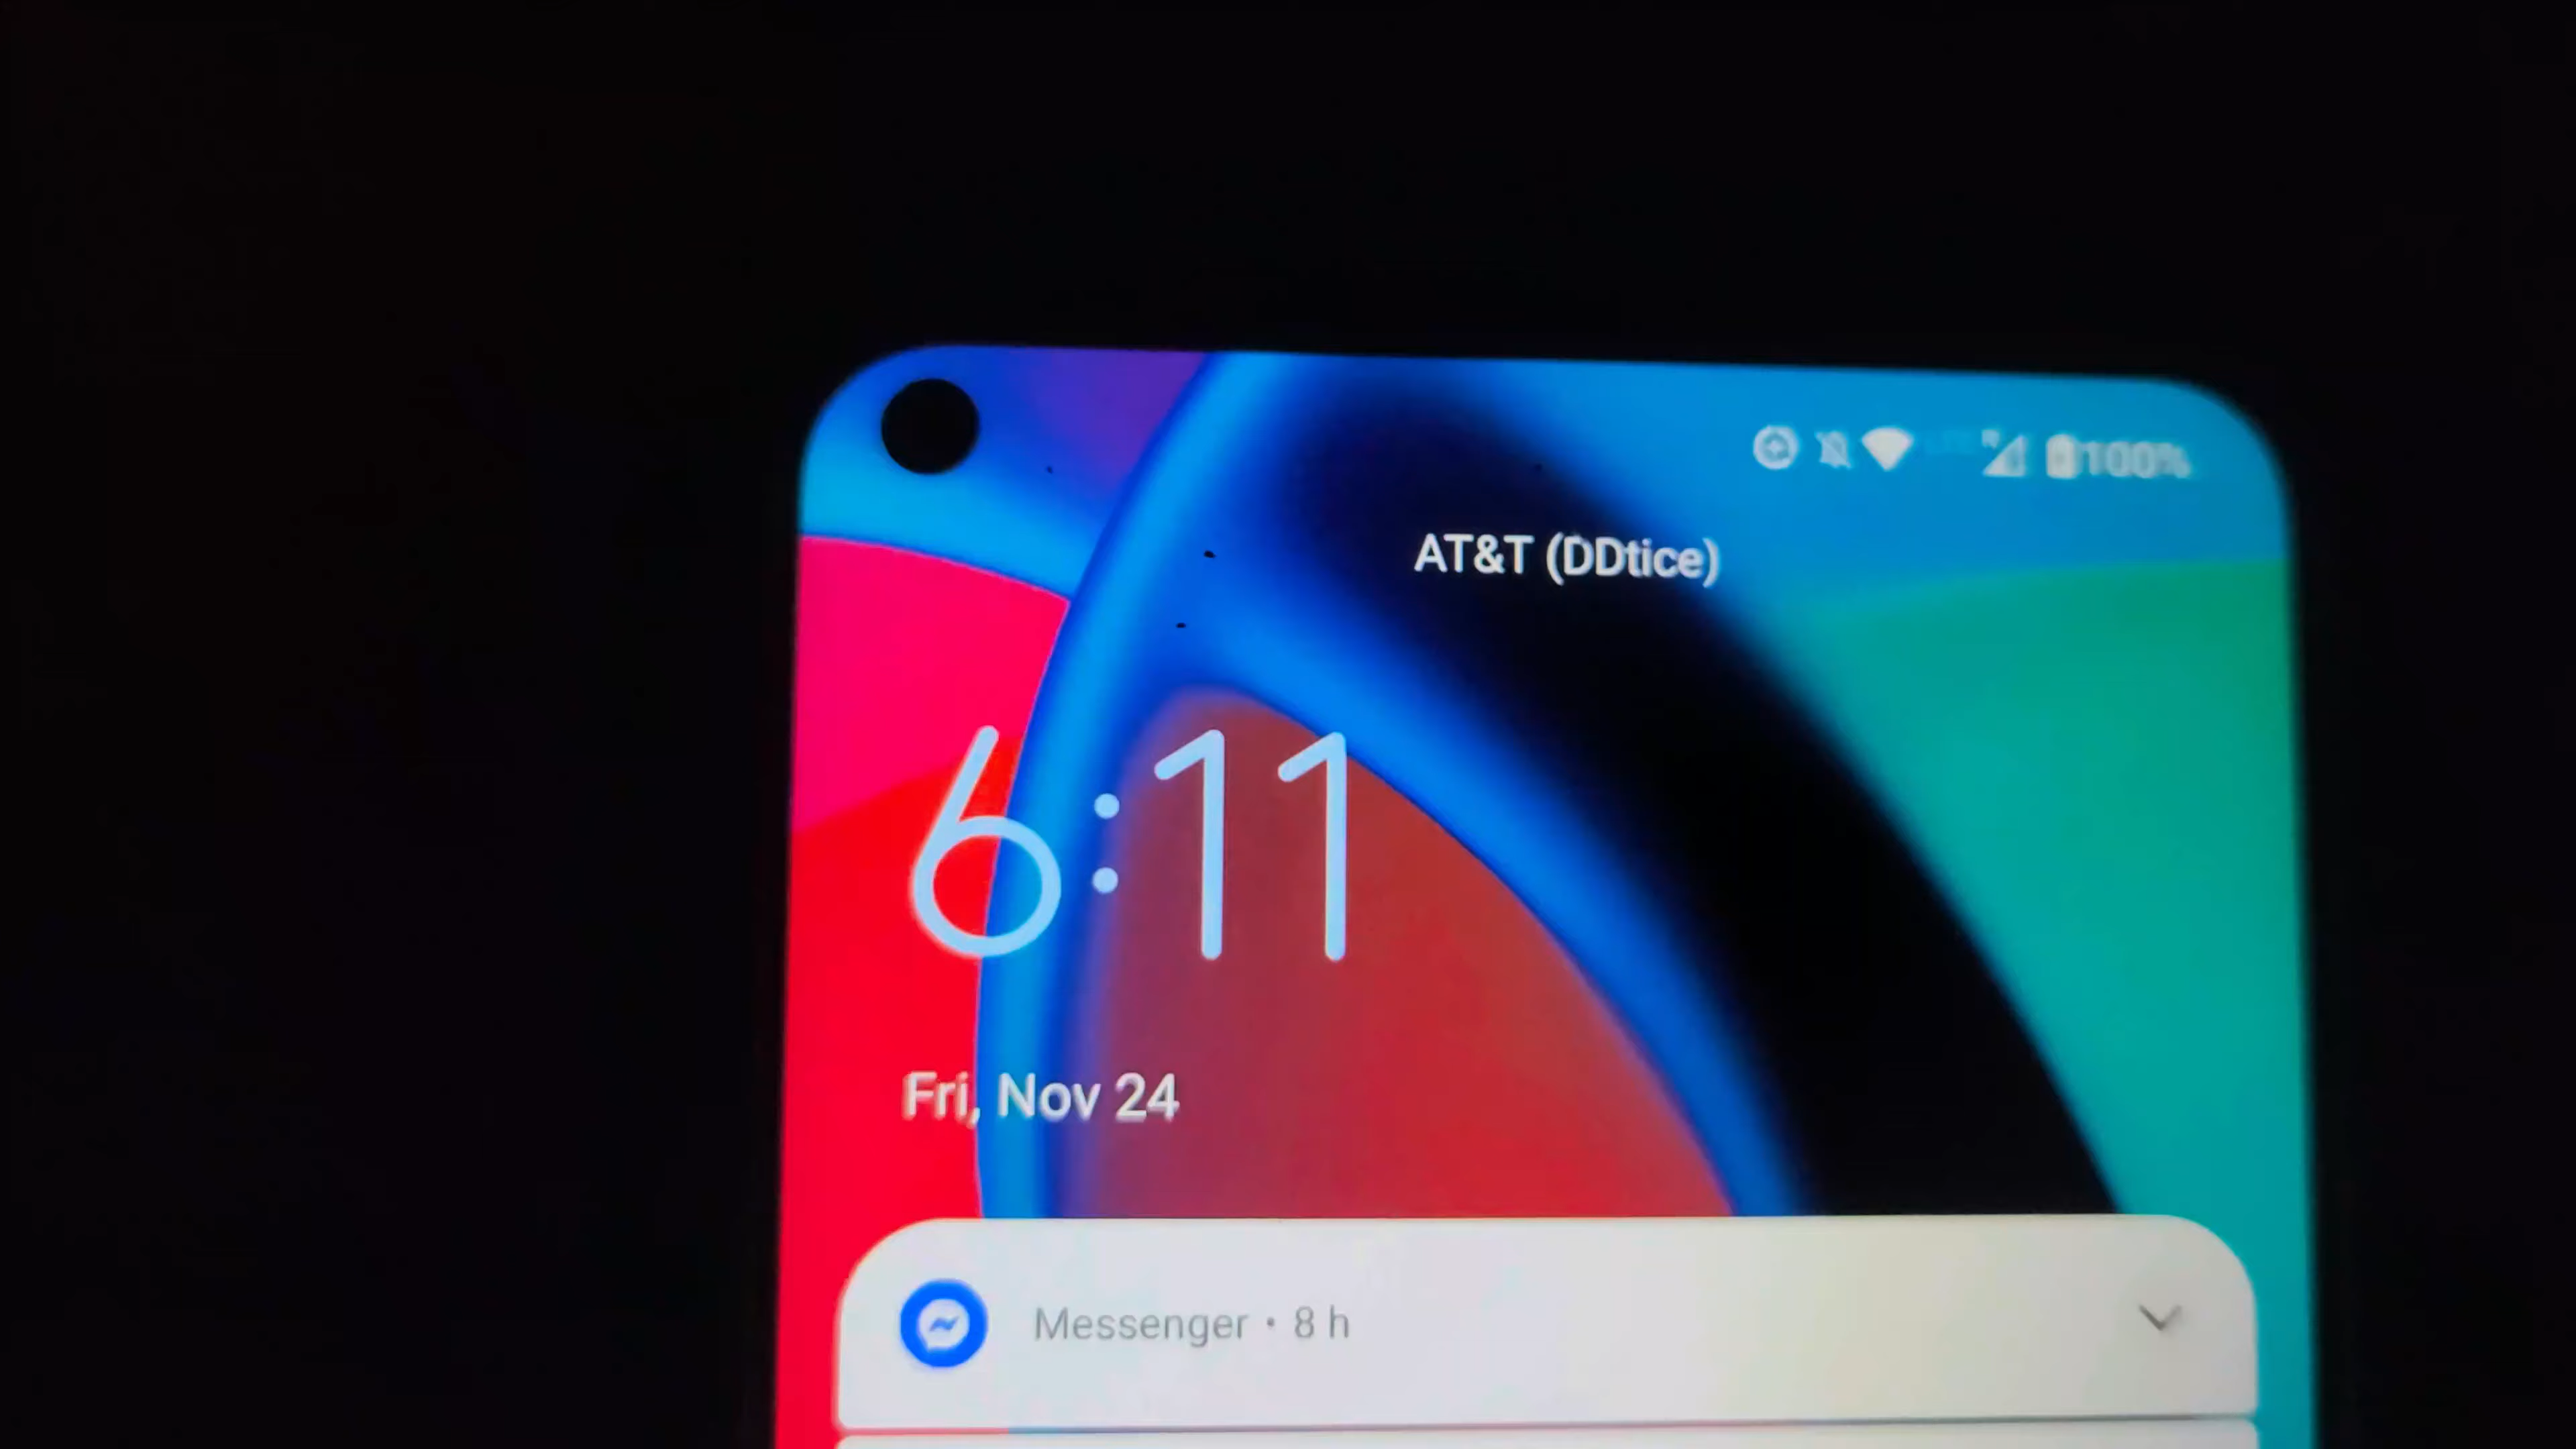 100%
AT&T (DDtice)
6:11
Fri, Nov 24
Messenger • 8 h